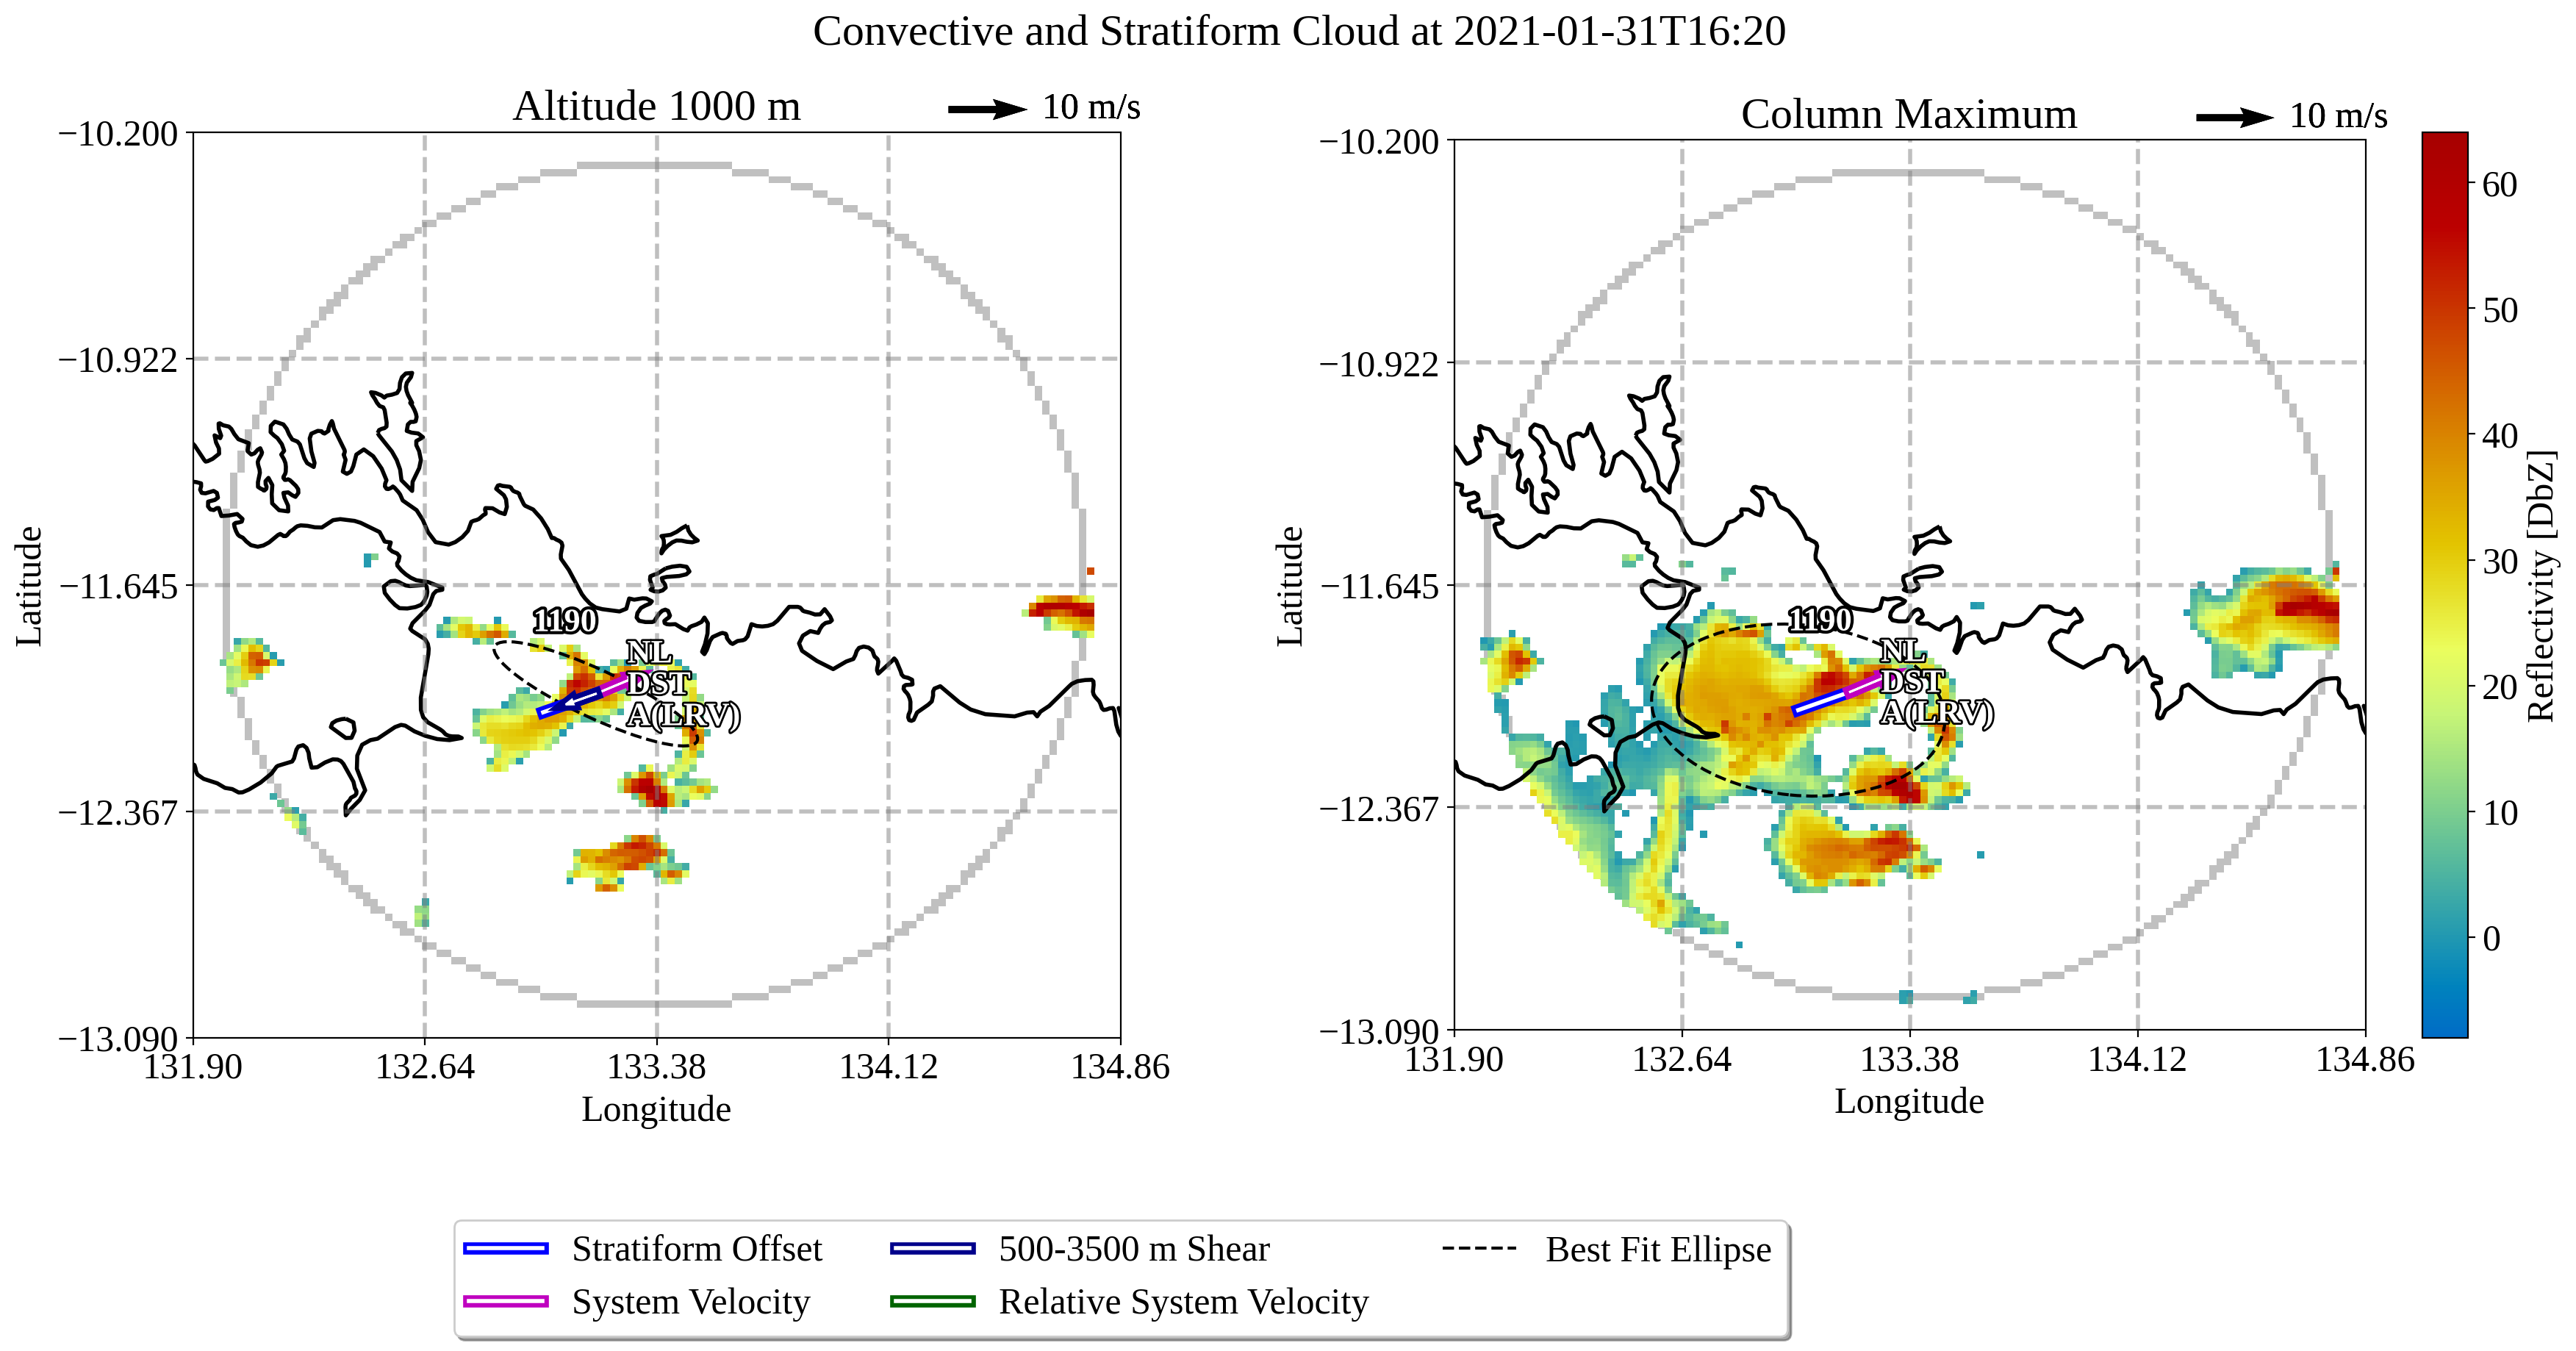 Convective and Stratiform Cloud at 2021-01-31T16:20
Altitude 1000 m
10 m/s
−10.200
−10.922
−11.645
−12.367
−13.090
Latitude
131.90
132.64
133.38
134.12
134.86
Longitude
1190
NL
DST
A(LRV)
Column Maximum
10 m/s
−10.200
−10.922
−11.645
−12.367
−13.090
Latitude
131.90
132.64
133.38
134.12
134.86
Longitude
1190
NL
DST
A(LRV)
60
50
40
30
20
10
0
Reflectivity [DbZ]
Stratiform Offset
System Velocity
500-3500 m Shear
Relative System Velocity
Best Fit Ellipse